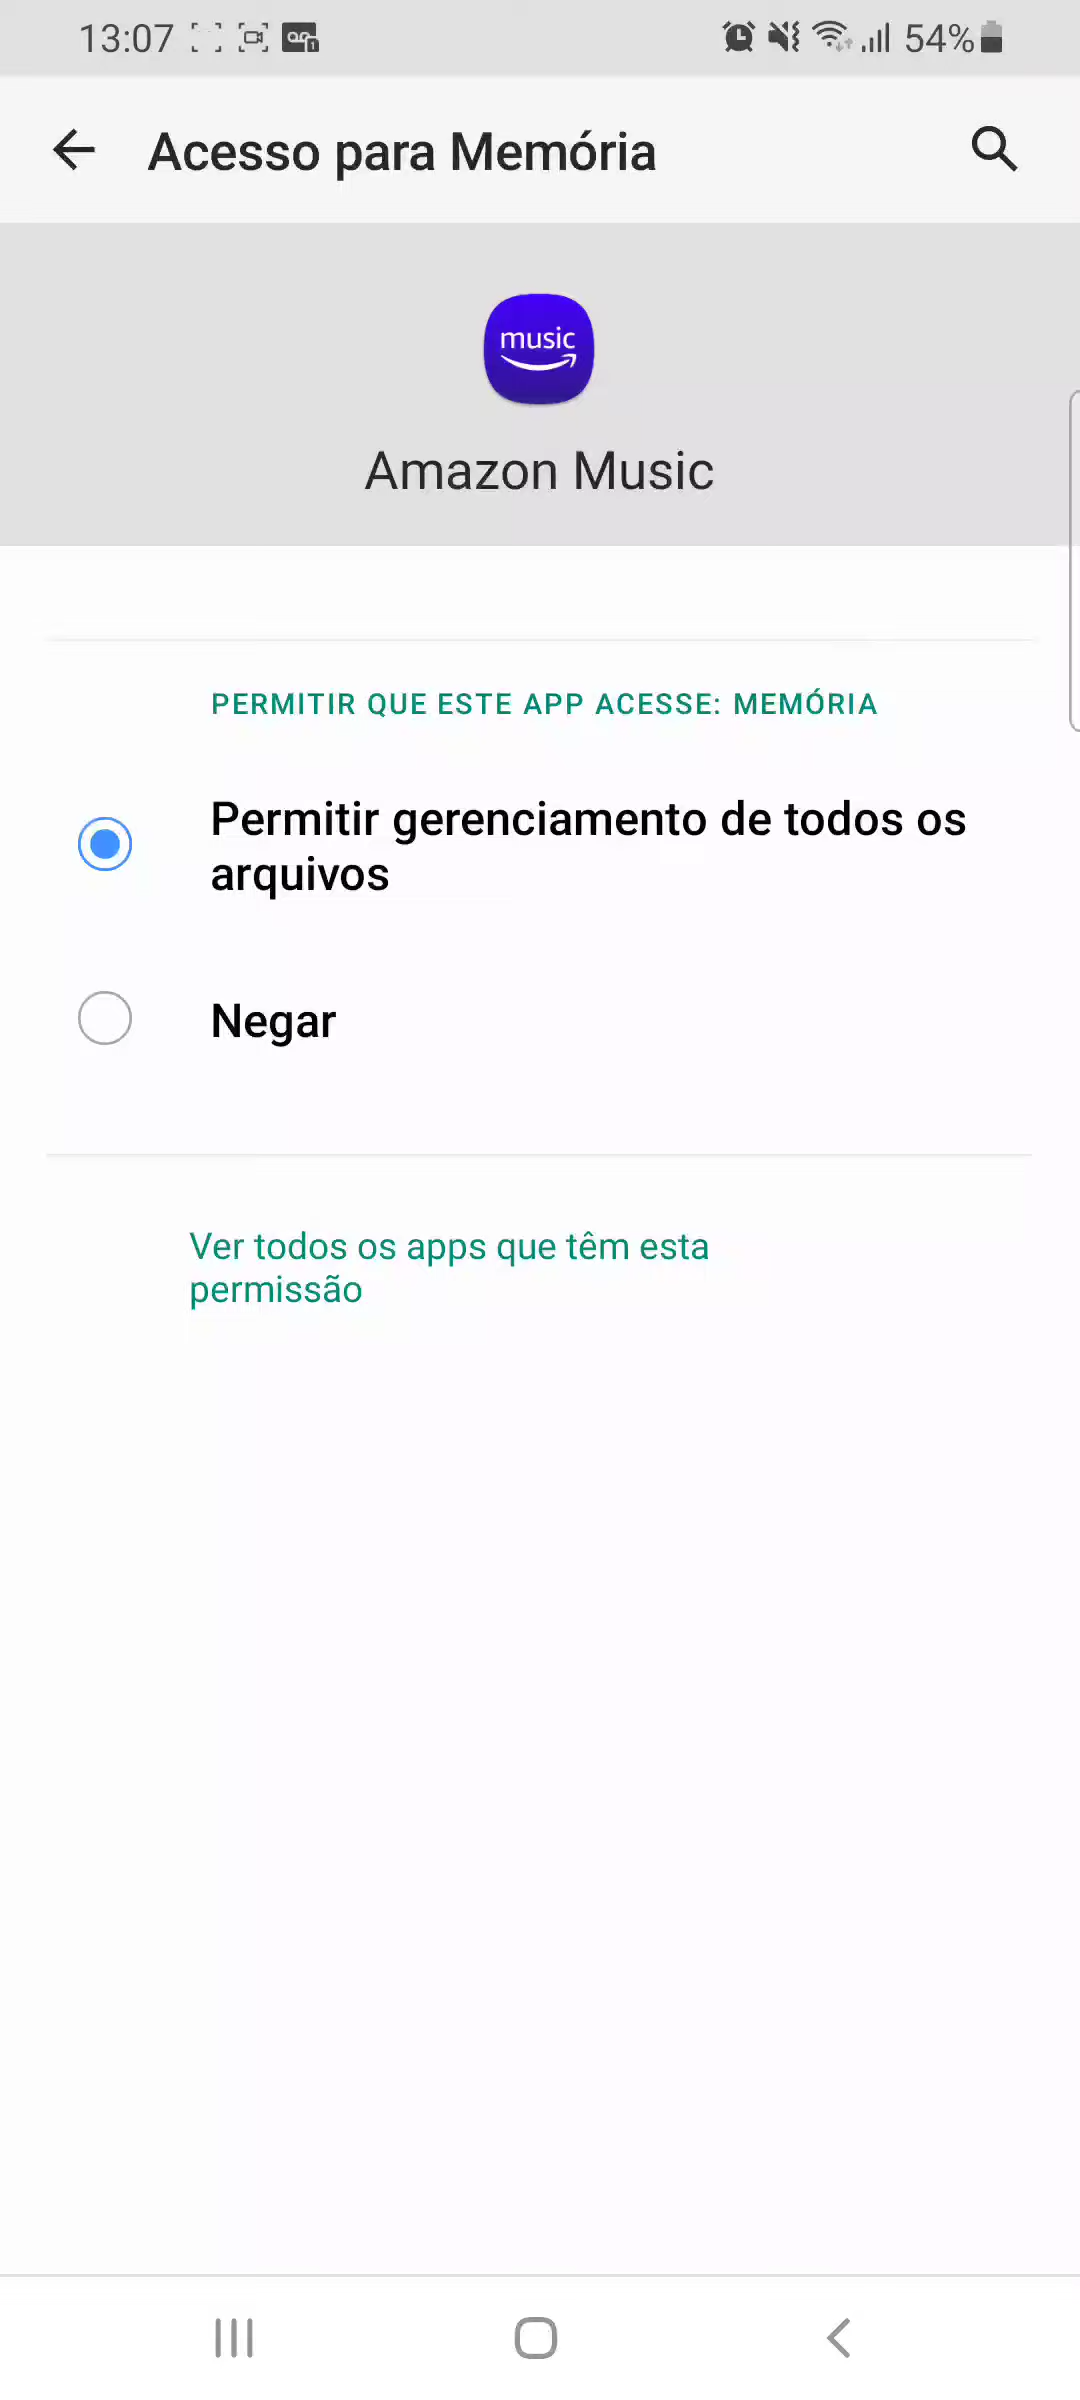 13:07
54%
Acesso para Memória
music
Amazon Music
PERMITIR QUE ESTE APP ACESSE: MEMÓRIA
Permitir gerenciamento de todos os
arquivos
Negar
Ver todos os apps que têm esta
permissão